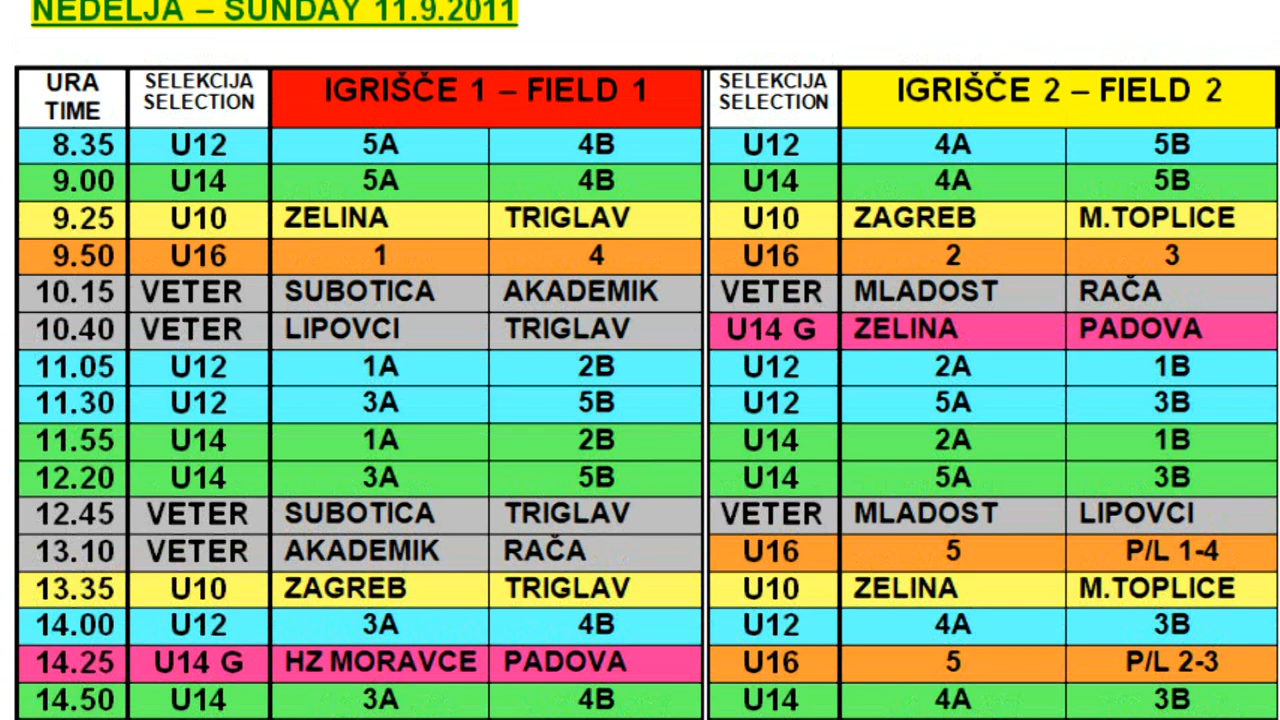 NEDELJA – SUNDAY 11.9.2011
URA TIME SELEKCIJA SELECTION IGRIŠČE 1 – FIELD 1 SELEKCIJA SELECTION IGRIŠČE 2 – FIELD 2
8.35 U12 5A 4B U12 4A 5B
9.00 U14 5A 4B U14 4A 5B
9.25 U10 ZELINA TRIGLAV U10 ZAGREB M.TOPLICE
9.50 U16 1 4 U16 2 3
10.15 VETER SUBOTICA AKADEMIK VETER MLADOST RAČA
10.40 VETER LIPOVCI TRIGLAV U14 G ZELINA PADOVA
11.05 U12 1A 2B U12 2A 1B
11.30 U12 3A 5B U12 5A 3B
11.55 U14 1A 2B U14 2A 1B
12.20 U14 3A 5B U14 5A 3B
12.45 VETER SUBOTICA TRIGLAV VETER MLADOST LIPOVCI
13.10 VETER AKADEMIK RAČA U16 5 P/L 1-4
13.35 U10 ZAGREB TRIGLAV U10 ZELINA M.TOPLICE
14.00 U12 3A 4B U12 4A 3B
14.25 U14 G HZ MORAVCE PADOVA U16 5 P/L 2-3
14.50 U14 3A 4B U14 4A 3B